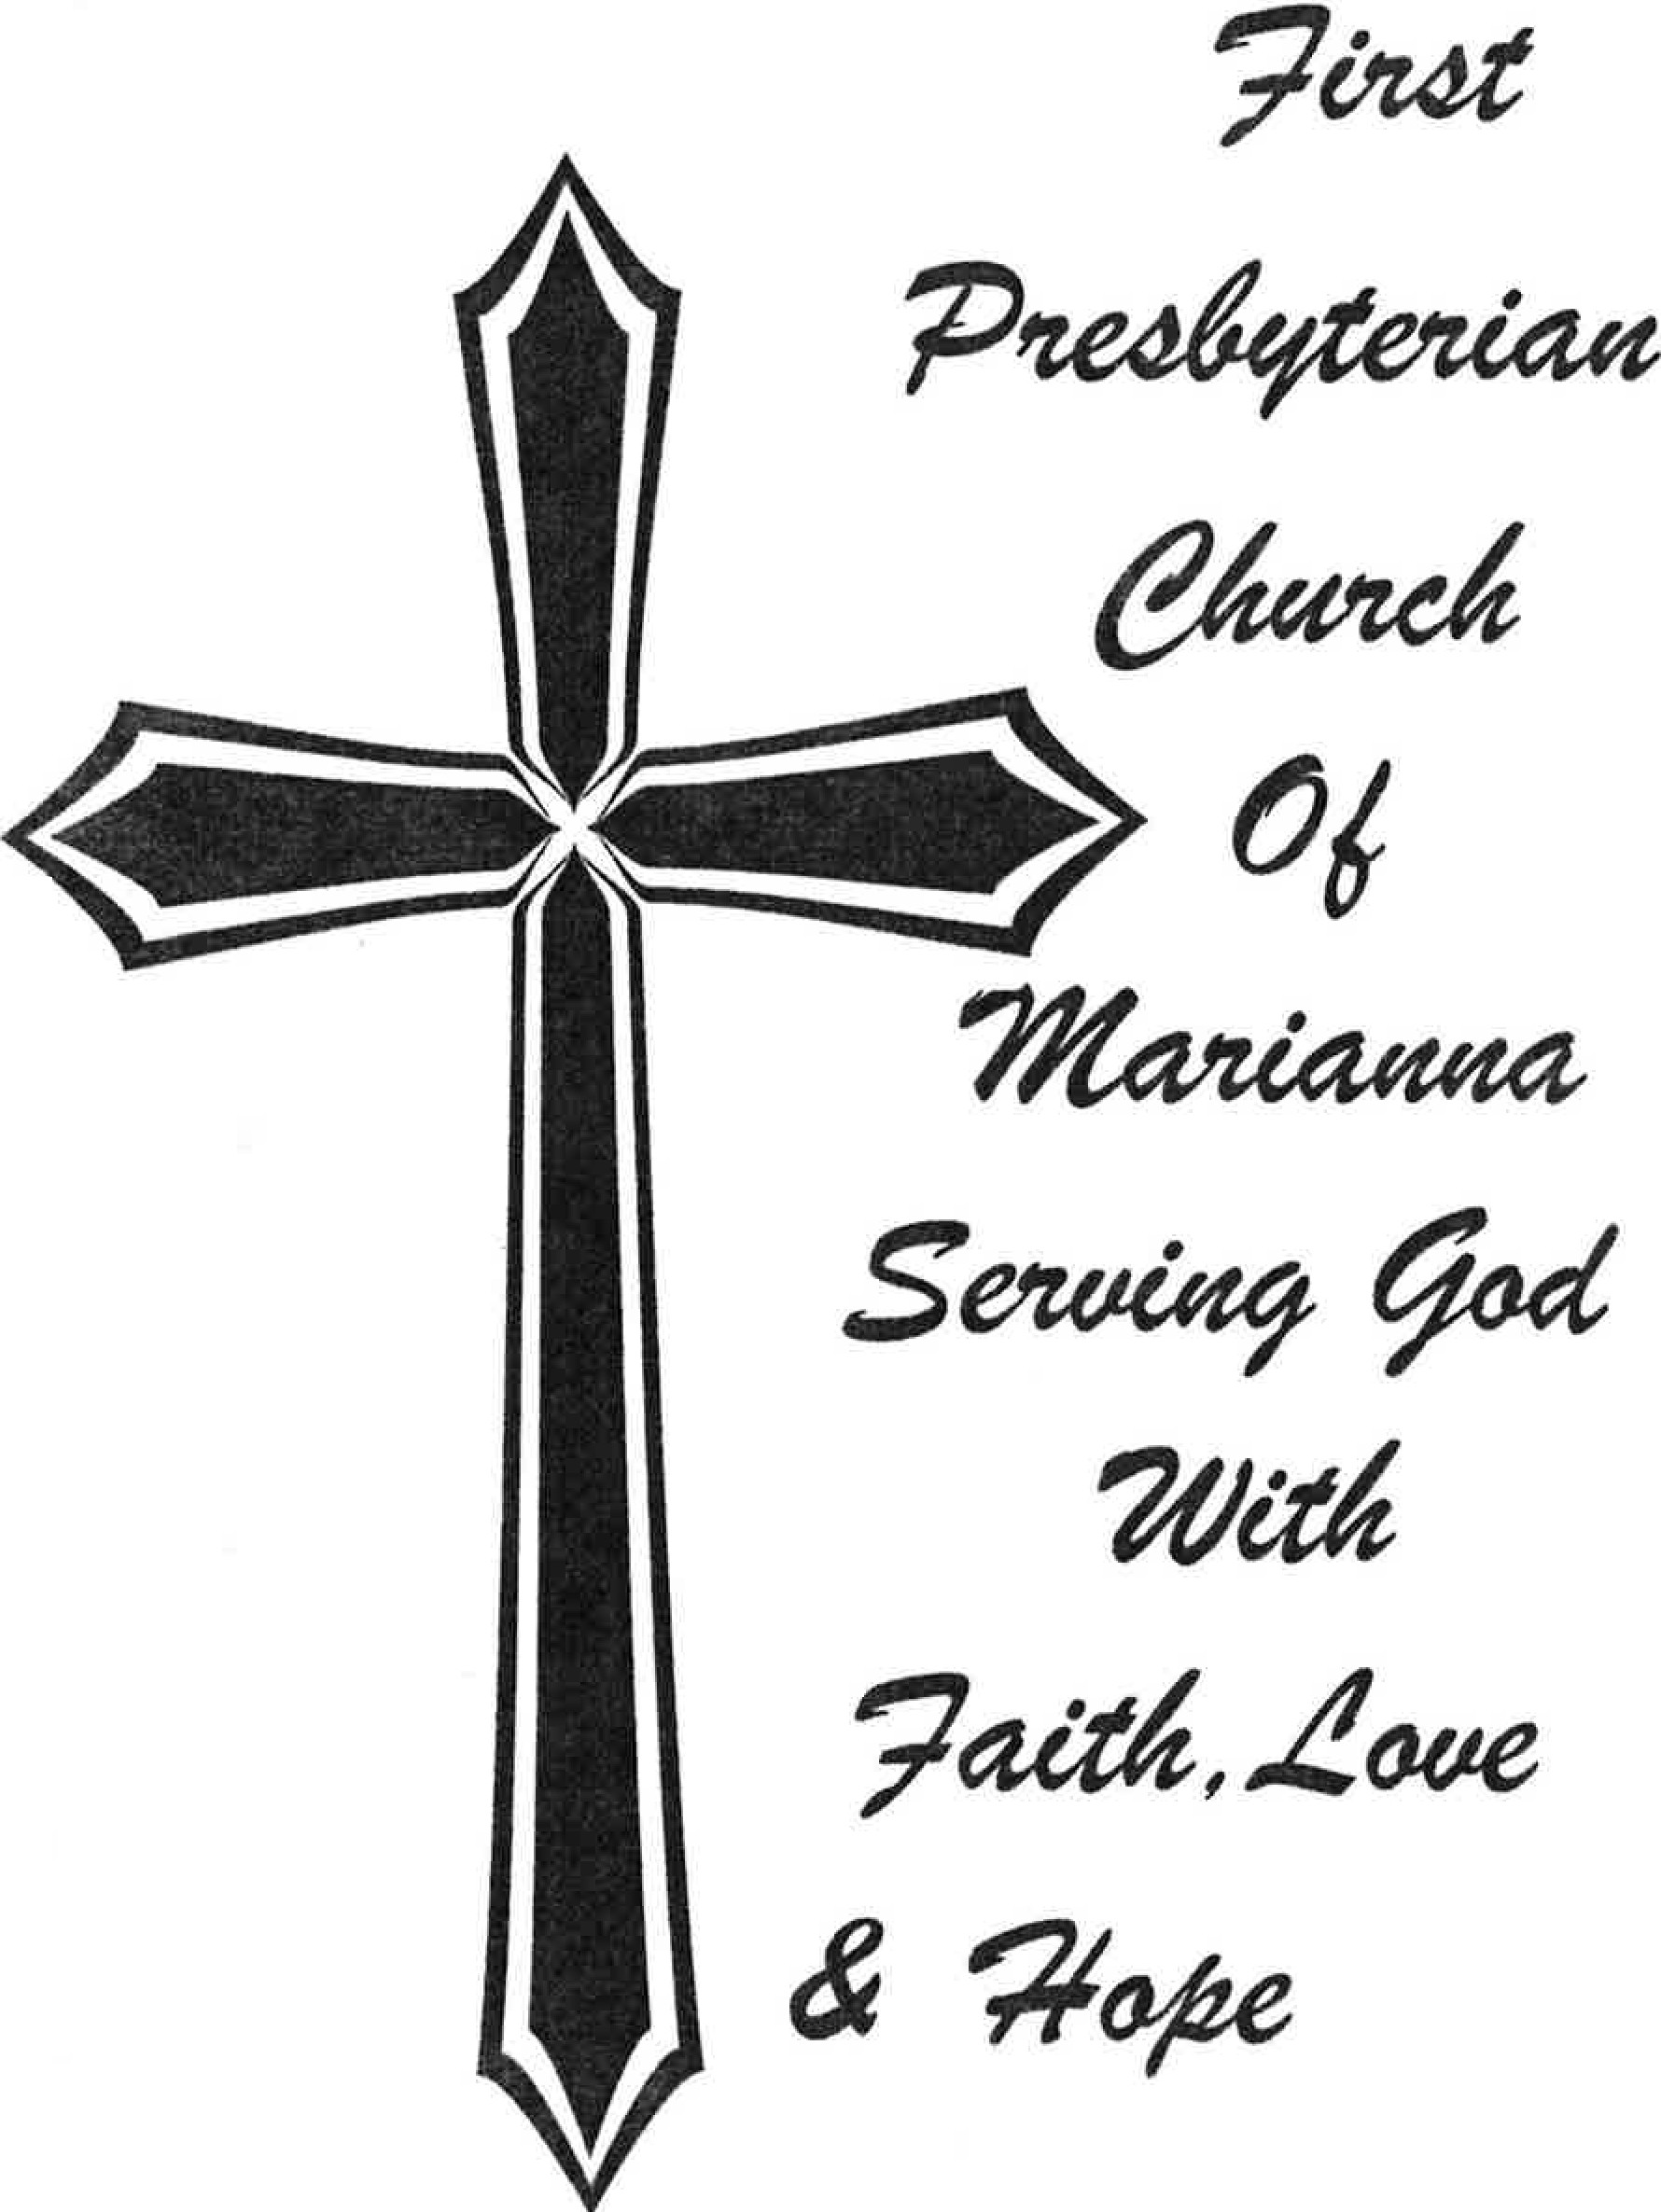 First
Presbyterian
Church
Of
Marianna
Serving God
With
Faith, Love
& Hope